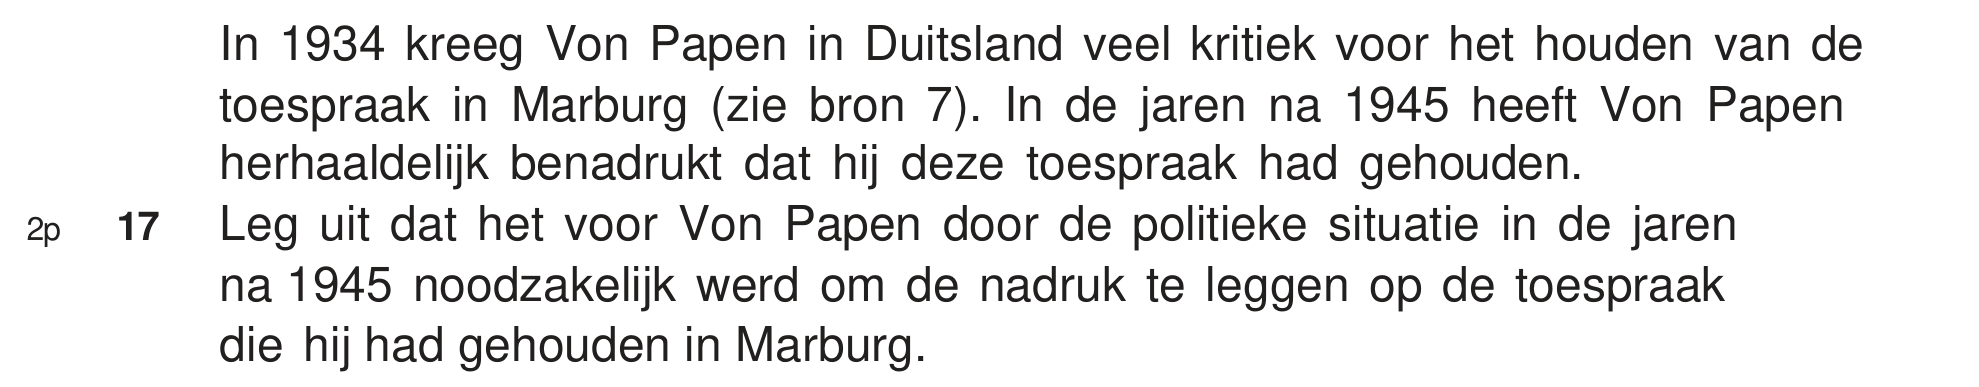 In 1934 kreeg Von Papen in Duitsland veel kritiek voor het houden van de
toespraak in Marburg (zie bron 7). In de jaren na 1945 heeft Von Papen
herhaaldelijk benadrukt dat hij deze toespraak had gehouden.
2p 17 Leg uit dat het voor Von Papen door de politieke situatie in de jaren
na 1945 noodzakelijk werd om de nadruk te leggen op de toespraak
die hij had gehouden in Marburg.